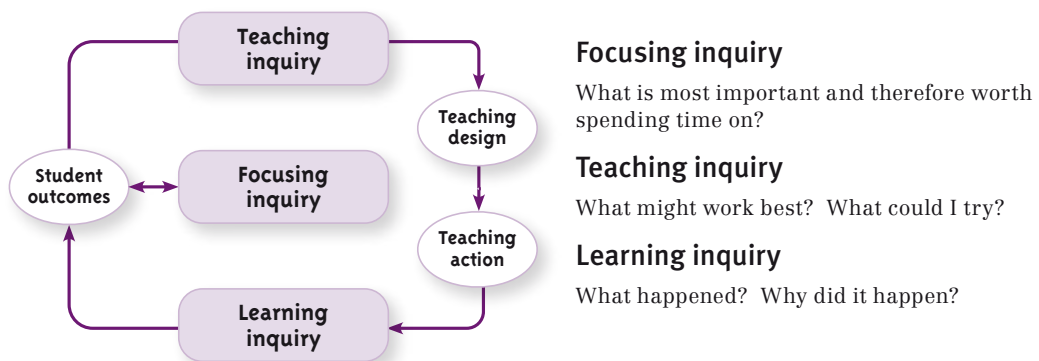 Teaching
inquiry
Teaching
design
Student
outcomes
Focusing
inquiry
Teaching
action
Learning
inquiry
Focusing inquiry
What is most important and therefore worth
spending time on?
Teaching inquiry
What might work best?  What could I try?
Learning inquiry
What happened?  Why did it happen?